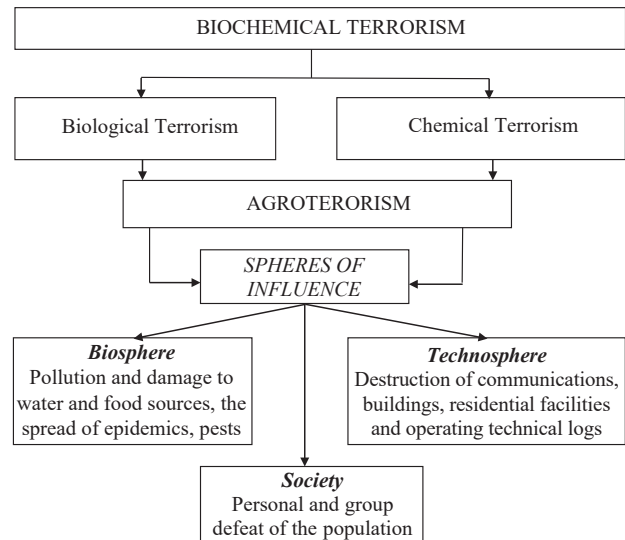 BIOCHEMICAL TERRORISM
Biological Terrorism
Chemical Terrorism
AGROTERORISM
SPHERES OF
INFLUENCE
Biosphere
Pollution and damage to
water and food sources, the
spread of epidemics, pests
Technosphere
Destruction of communications,
buildings, residential facilities
and operating technical logs
Society
Personal and group
defeat of the population